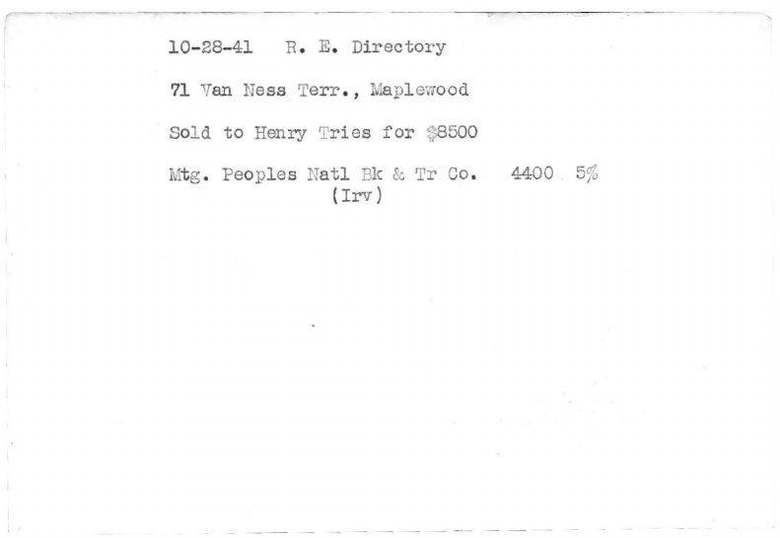 10-28-41 R. E. Directory
71 Van Ness Terr., Maplewood
Sold to Henry Tries for $8500
Mtg. Peoples Natl Bk & Tr Co. 4400 5%
(Irv)